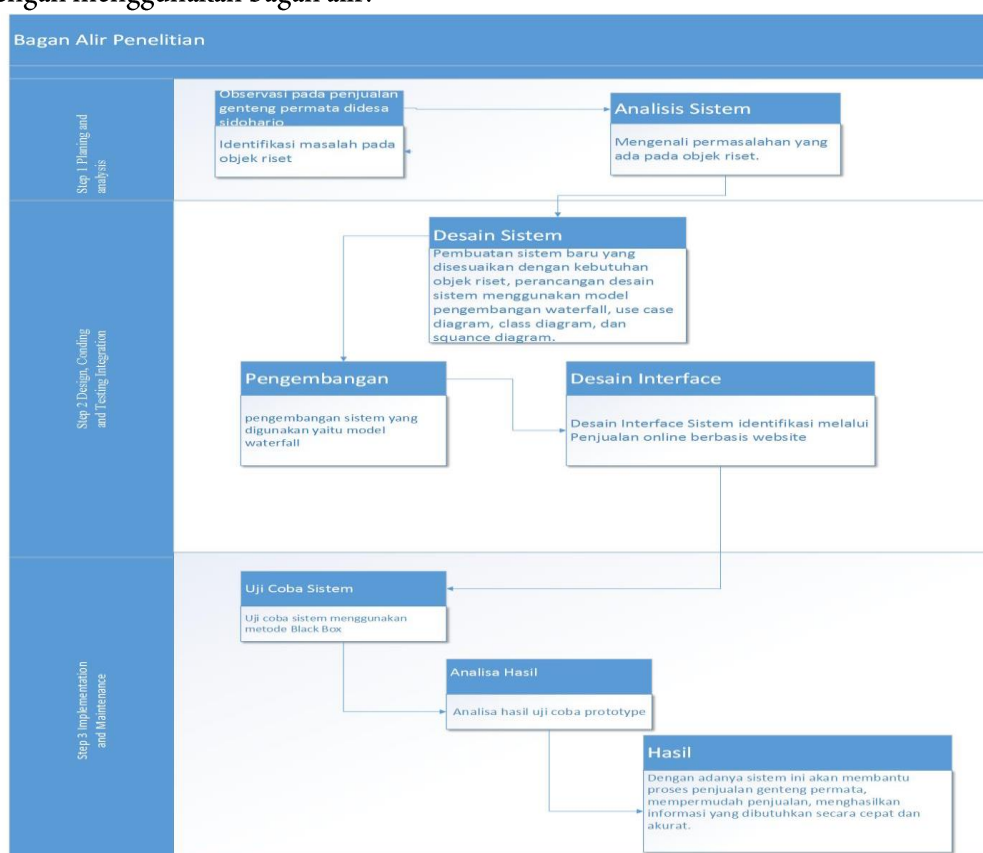 dengan menggunakan bagan alir:
Bagan Alir Penelitian
Step 1 Planing and
analysis
Observasi pada penjualan
genteng permata didesa
sidoharjo
Identifikasi masalah pada
objek riset
Analisis Sistem
Mengenali permasalahan yang
ada pada objek riset.
Step 2 Design, Conding
and Testing Integration
Desain Sistem
Pembuatan sistem baru yang
disesuaikan dengan kebutuhan
objek riset, perancangan desain
sistem menggunakan model
pengembangan waterfall, use case
diagram, class diagram, dan
squance diagram.
Pengembangan
pengembangan sistem yang
digunakan yaitu model
waterfall
Desain Interface
Desain Interface Sistem identifikasi melalui
Penjualan online berbasis website
Step 3 Implementation
and Maintenance
Uji Coba Sistem
Uji coba sistem menggunakan
metode Black Box
Analisa Hasil
Analisa hasil uji coba prototype
Hasil
Dengan adanya sistem ini akan membantu
proses penjualan genteng permata,
mempermudah penjualan, menghasilkan
informasi yang dibutuhkan secara cepat dan
akurat.